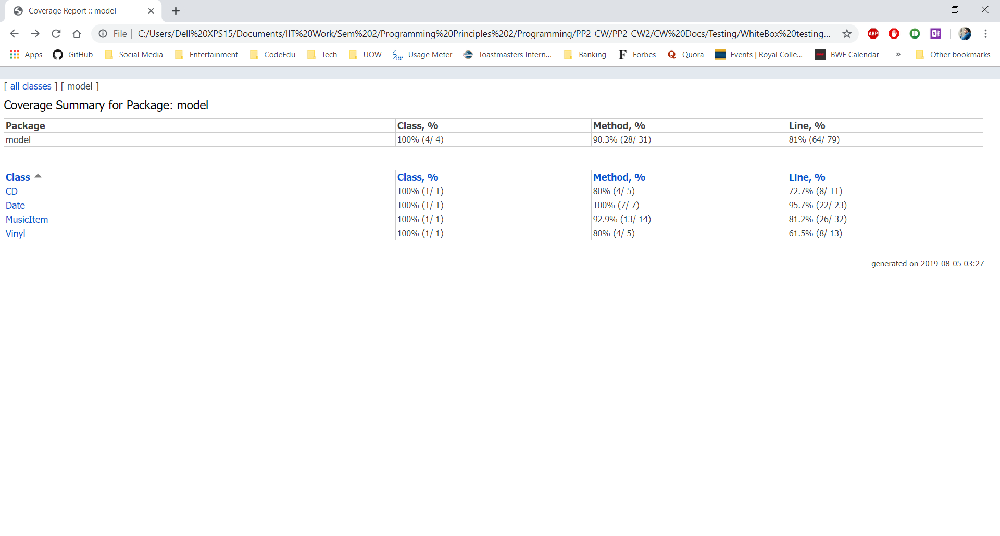 Coverage Report :: model
File | C:/Users/Dell%20XPS15/Documents/IIT%20Work/Sem%202/Programming%20Principles%202/Programming/PP2-CW/PP2-CW2/CW%20Docs/Testing/WhiteBox%20testing...
ABP
N
Apps GitHub Social Media Entertainment CodeEdu Tech UOW Usage Meter Toastmasters Intern... Banking F Forbes Q Quora Events | Royal Colle... BWF Calendar » Other bookmarks
[ all classes ] [ model ]
Coverage Summary for Package: model
Package Class, % Method, % Line, %
model 100% (4/ 4) 90.3% (28/ 31) 81% (64/ 79)
Class Class, % Method, % Line, %
CD 100% (1/ 1) 80% (4/ 5) 72.7% (8/ 11)
Date 100% (1/ 1) 100% (7/ 7) 95.7% (22/ 23)
MusicItem 100% (1/ 1) 92.9% (13/ 14) 81.2% (26/ 32)
Vinyl 100% (1/ 1) 80% (4/ 5) 61.5% (8/ 13)
generated on 2019-08-05 03:27